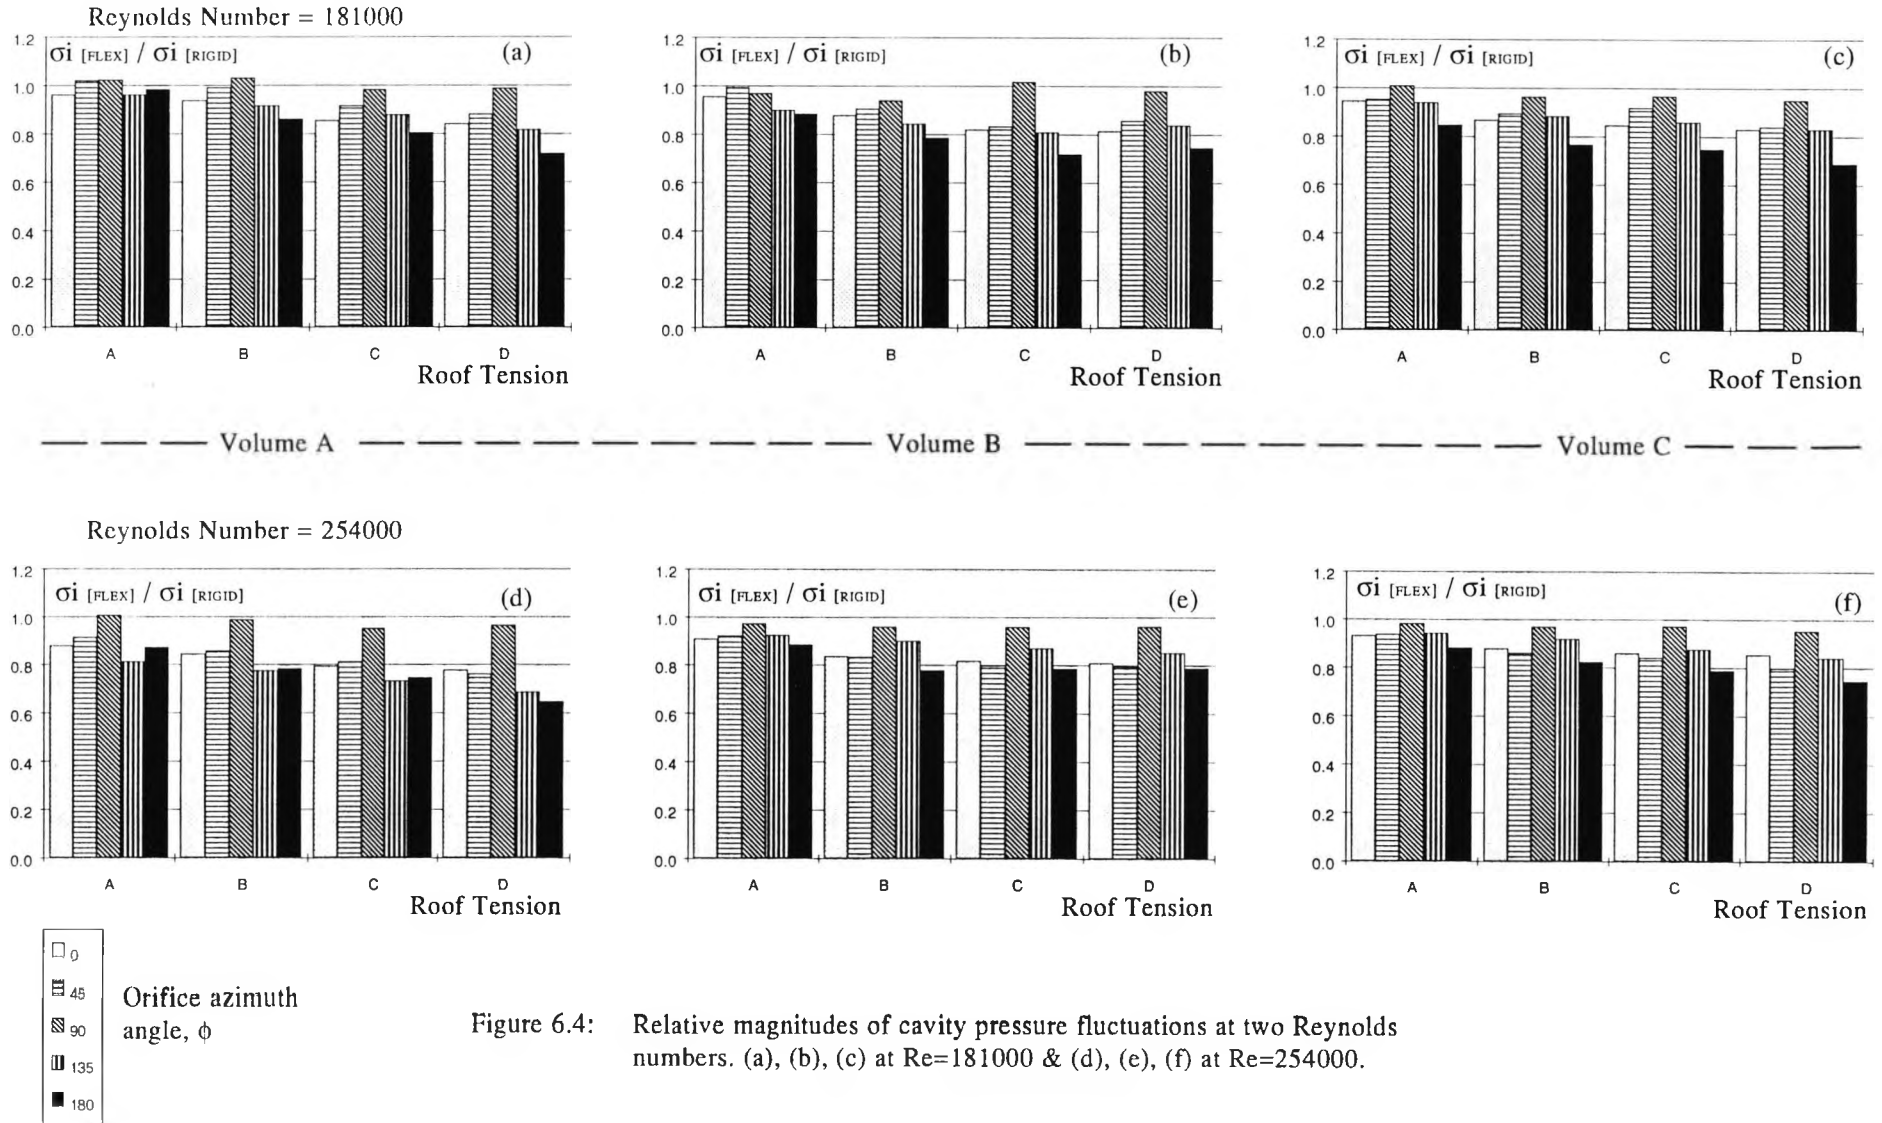 Reynolds Number = 181000
σi [FLEX] / σi [RIGID] (a)
1.2
1.0
0.8
0.6
0.4
0.2
0.0
A B C D
Roof Tension
σi [FLEX] / σi [RIGID] (b)
1.2
1.0
0.8
0.6
0.4
0.2
0.0
A B C D
Roof Tension
σi [FLEX] / σi [RIGID] (c)
1.2
1.0
0.8
0.6
0.4
0.2
0.0
A B C D
Roof Tension
Volume A Volume B Volume C
Reynolds Number = 254000
σi [FLEX] / σi [RIGID] (d)
1.2
1.0
0.8
0.6
0.4
0.2
0.0
A B C D
Roof Tension
σi [FLEX] / σi [RIGID] (e)
1.2
1.0
0.8
0.6
0.4
0.2
0.0
A B C D
Roof Tension
σi [FLEX] / σi [RIGID] (f)
1.2
1.0
0.8
0.6
0.4
0.2
0.0
A B C D
Roof Tension
0
45
90
135
180
Orifice azimuth
angle, ϕ
Figure 6.4: Relative magnitudes of cavity pressure fluctuations at two Reynolds
numbers. (a), (b), (c) at Re=181000 & (d), (e), (f) at Re=254000.